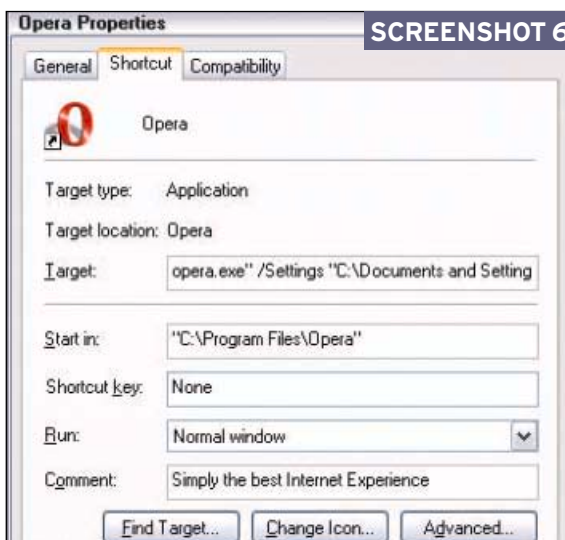 Opera Properties
SCREENSHOT 6
General Shortcut Compatibility
Opera
Target type: Application
Target location: Opera
Target: opera.exe" /Settings "C:\Documents and Setting
Start in: "C:\Program Files\Opera"
Shortcut key: None
Run: Normal window
Comment: Simply the best Internet Experience
Find Target... Change Icon... Advanced...